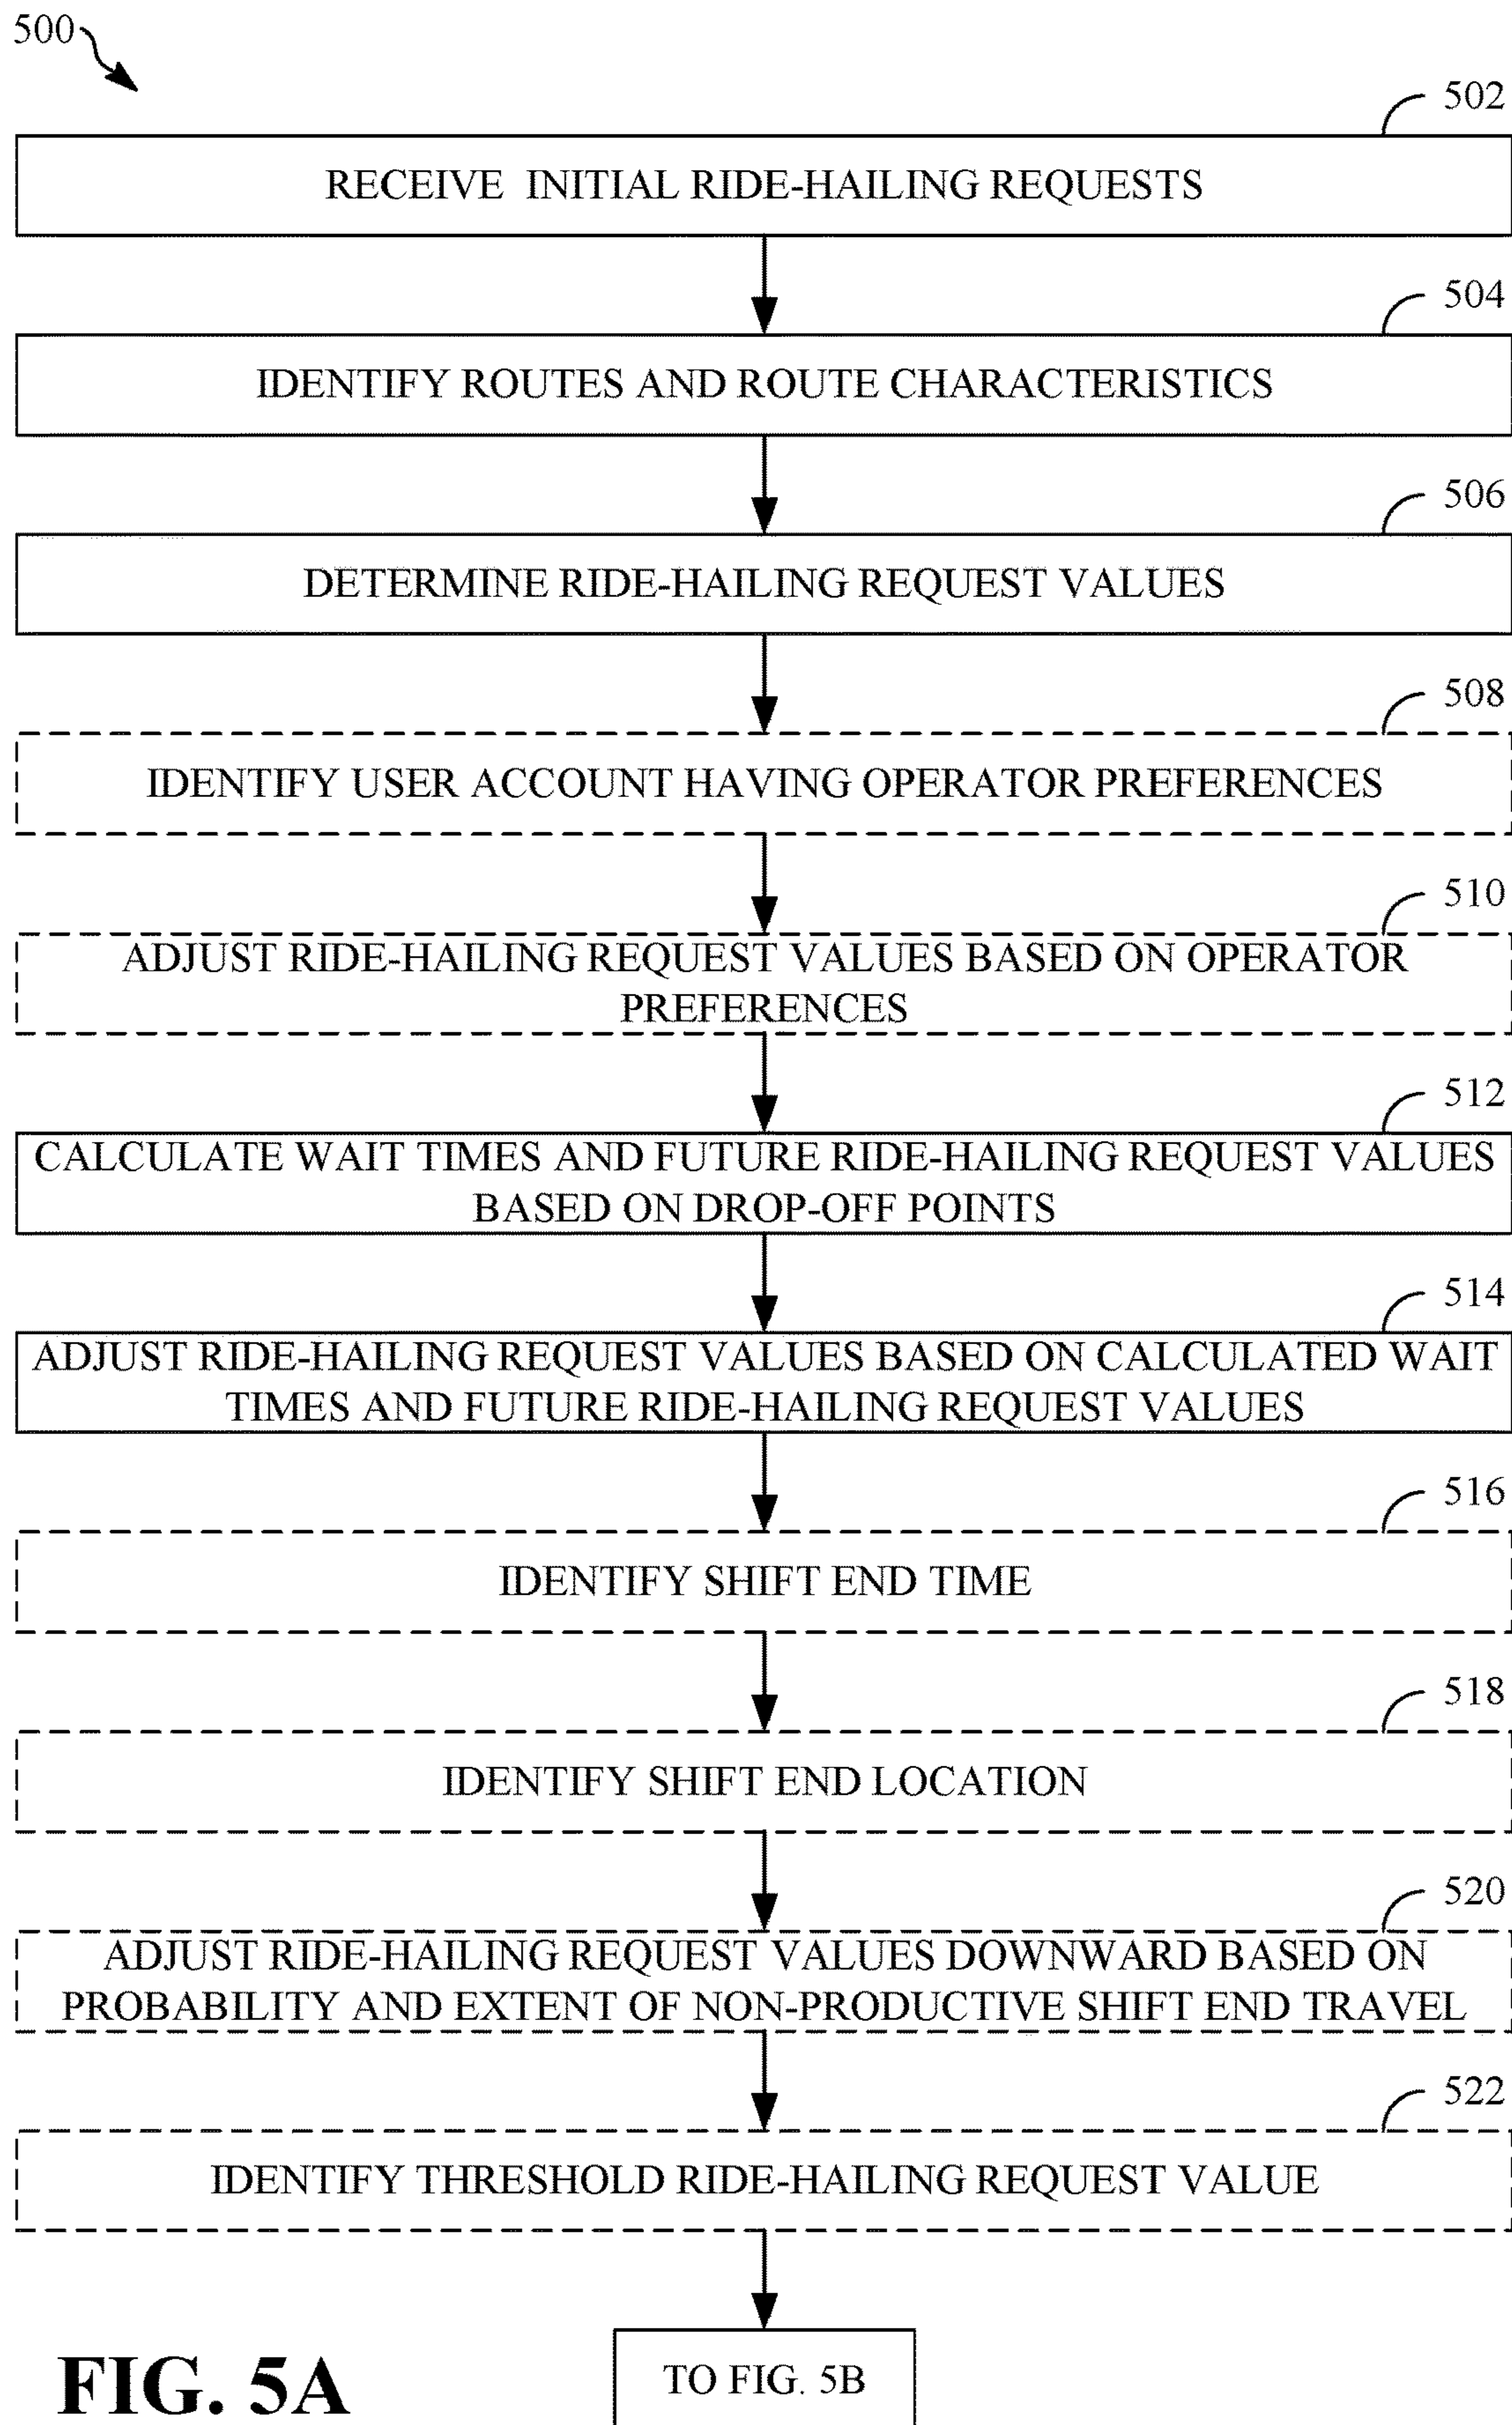 500
502
RECEIVE INITIAL RIDE-HAILING REQUESTS
504
IDENTIFY ROUTES AND ROUTE CHARACTERISTICS
506
DETERMINE RIDE-HAILING REQUEST VALUES
508
IDENTIFY USER ACCOUNT HAVING OPERATOR PREFERENCES
510
ADJUST RIDE-HAILING REQUEST VALUES BASED ON OPERATOR
PREFERENCES
512
CALCULATE WAIT TIMES AND FUTURE RIDE-HAILING REQUEST VALUES
BASED ON DROP-OFF POINTS
514
ADJUST RIDE-HAILING REQUEST VALUES BASED ON CALCULATED WAIT
TIMES AND FUTURE RIDE-HAILING REQUEST VALUES
516
IDENTIFY SHIFT END TIME
518
IDENTIFY SHIFT END LOCATION
520
ADJUST RIDE-HAILING REQUEST VALUES DOWNWARD BASED ON
PROBABILITY AND EXTENT OF NON-PRODUCTIVE SHIFT END TRAVEL
522
IDENTIFY THRESHOLD RIDE-HAILING REQUEST VALUE
TO FIG. 5B
FIG. 5A